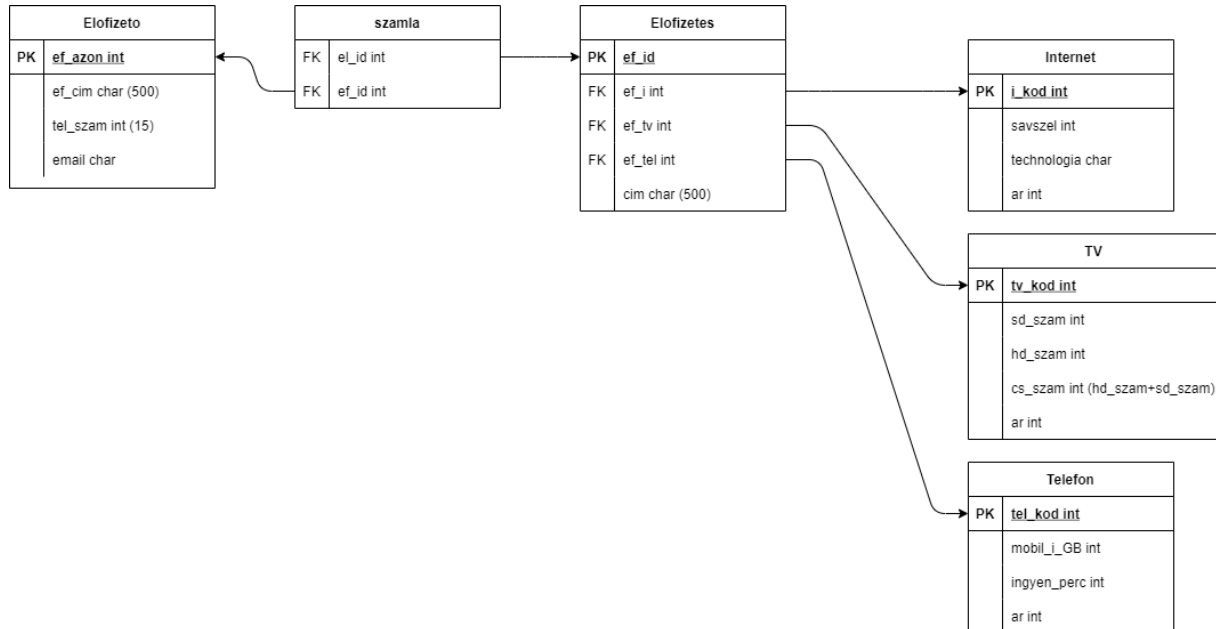 Elofizeto
PK ef_azon int
ef_cim char (500)
tel_szam int (15)
email char
szamla
FK el_id int
FK ef_id int
Elofizetes
PK ef_id
FK ef_i int
FK ef_tv int
FK ef_tel int
cim char (500)
Internet
PK i_kod int
savszel int
technologia char
ar int
TV
PK tv_kod int
sd_szam int
hd_szam int
cs_szam int (hd_szam+sd_szam)
ar int
Telefon
PK tel_kod int
mobil_i_GB int
ingyen_perc int
ar int